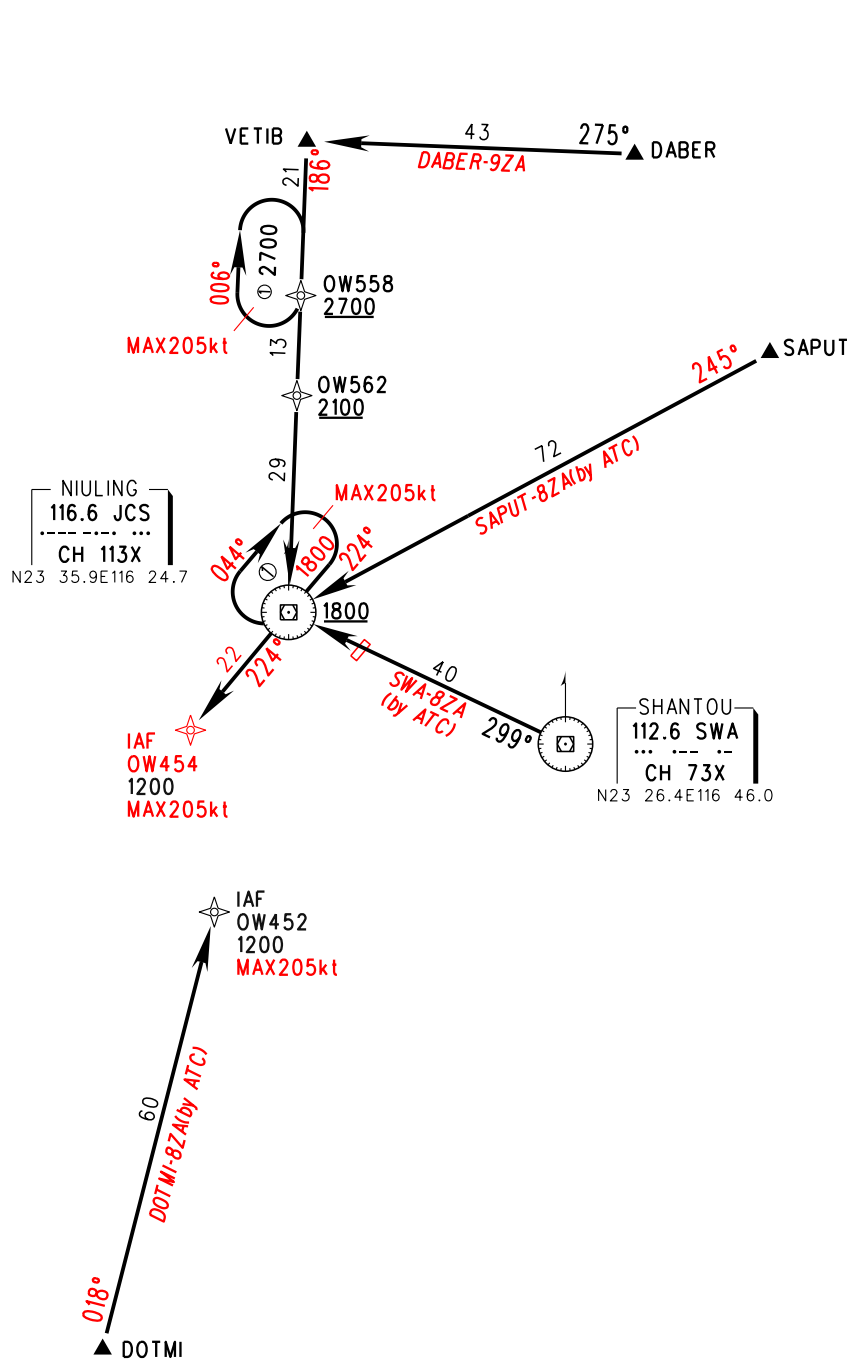 VETIB
43
275°
DABER
DABER-9ZA
21
186°
006°
① 2700
OW558
2700
MAX205kt
13
OW562
2100
SAPUT
245°
72
SAPUT-8ZA(by ATC)
29
MAX205kt
NIULING
116.6 JCS
CH 113X
N23 35.9E116 24.7
044°
①
1800
224°
1800
22
224°
40
SWA-8ZA
(by ATC)
299°
SHANTOU
112.6 SWA
CH 73X
N23 26.4E116 46.0
IAF
OW454
1200
MAX205kt
IAF
OW452
1200
MAX205kt
60
DOTMI-8ZA(by ATC)
018°
DOTMI